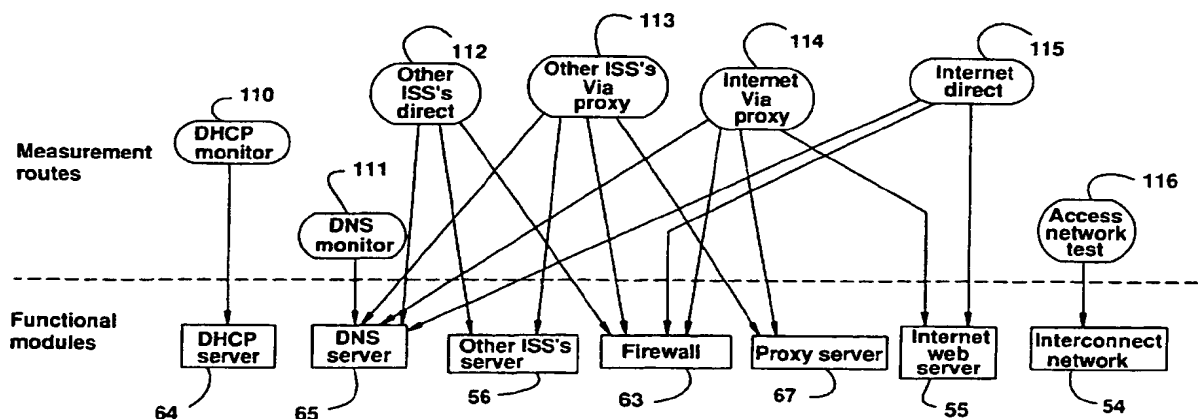 113
112
114
115
Other
ISS's
direct
Other ISS's
Via
proxy
Internet
Via
proxy
Internet
direct
110
DHCP
monitor
Measurement
routes
111
DNS
monitor
116
Access
network
test
Functional
modules
DHCP
server
DNS
server
Other ISS's
server
Firewall
Proxy server
Internet
web
server
Interconnect
network
64
65
56
63
67
55
54